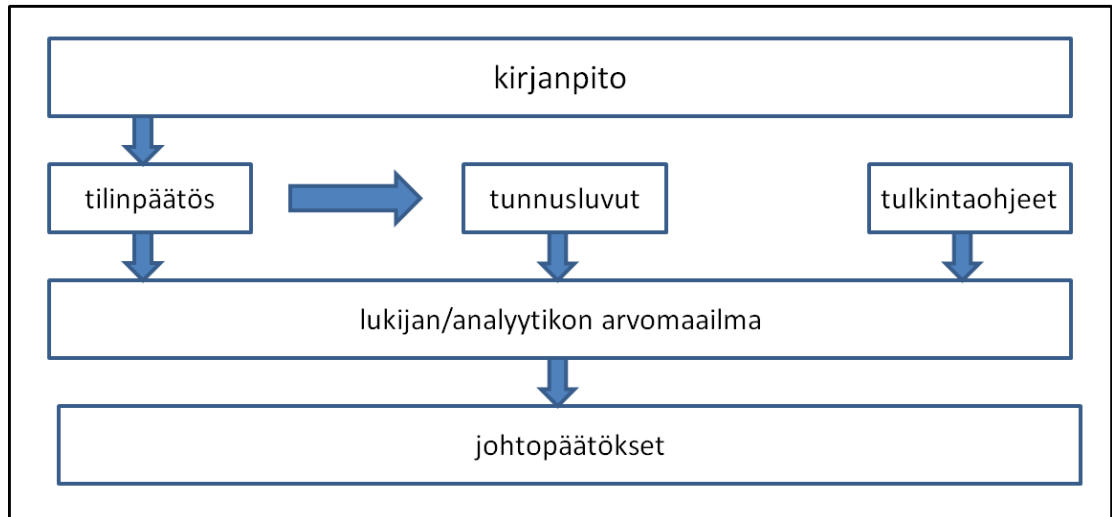 kirjanpito
tilinpäätös
tunnusluvut
tulkintaohjeet
lukijan/analyytikon arvomaailma
johtopäätökset